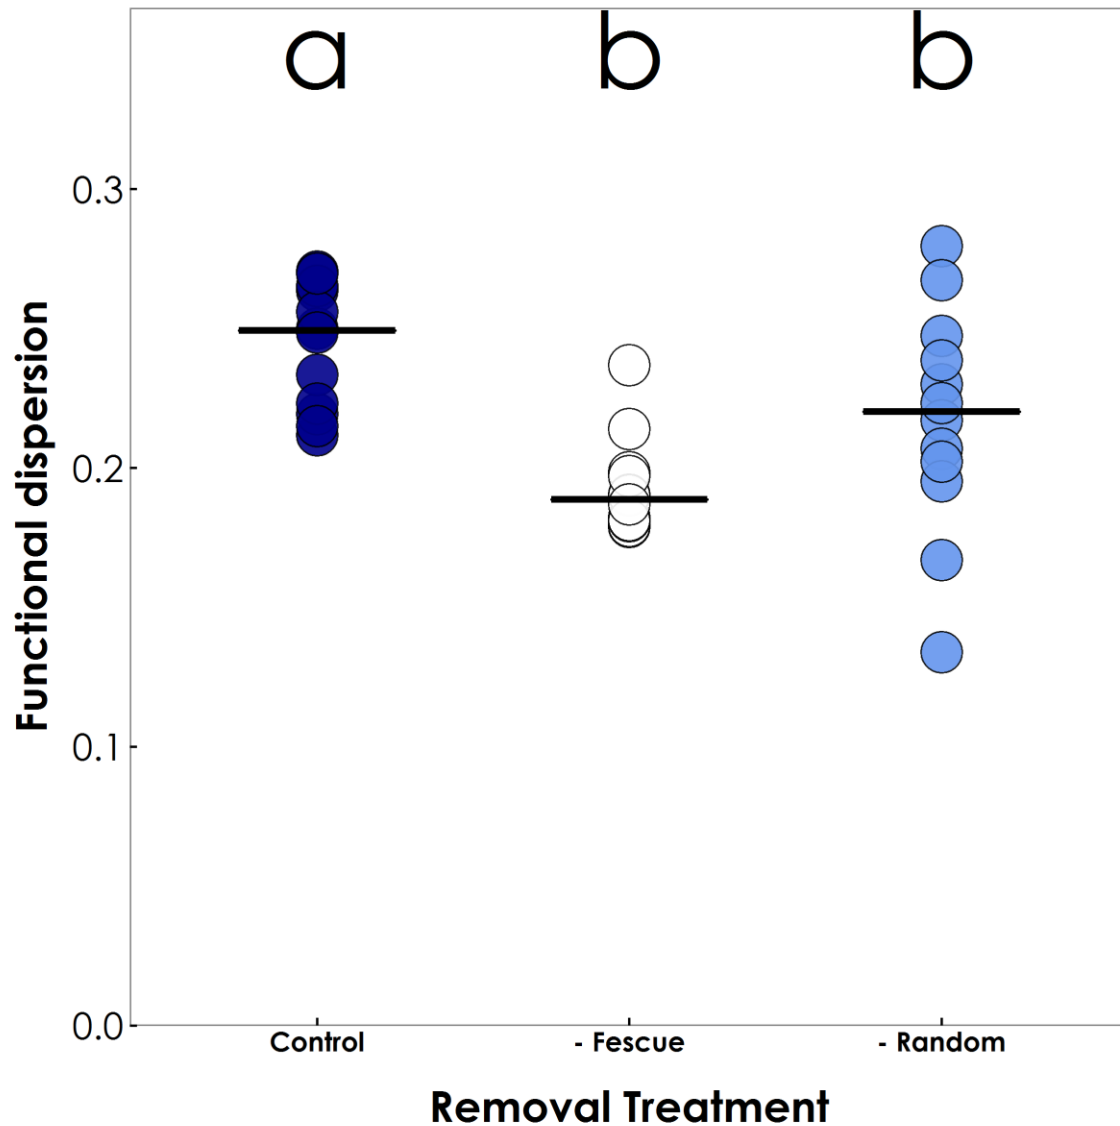 a b b
0.3
0.2
0.1
0.0
Functional dispersion
Control - Fescue - Random
Removal Treatment